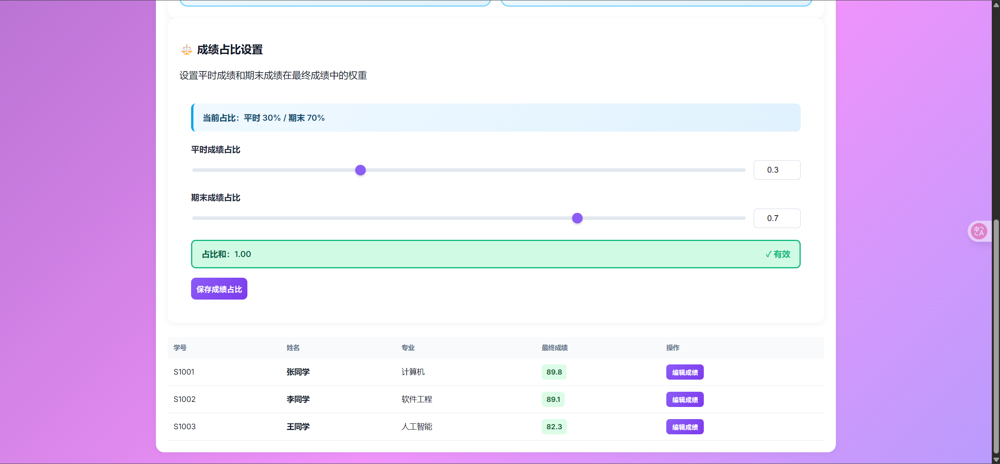 成绩占比设置
设置平时成绩和期末成绩在最终成绩中的权重
当前占比：平时 30% / 期末 70%
平时成绩占比
0.3
期末成绩占比
0.7
占比和：1.00 ✓ 有效
保存成绩占比
学号 姓名 专业 最终成绩 操作
S1001 张同学 计算机 89.8 编辑成绩
S1002 李同学 软件工程 89.1 编辑成绩
S1003 王同学 人工智能 82.3 编辑成绩
中 A